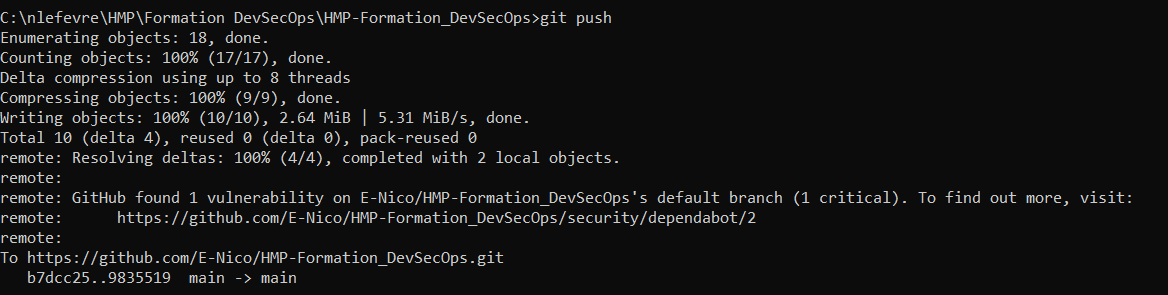 C:\nlefevre\HMP\Formation DevSecOps\HMP-Formation_DevSecOps>git push
Enumerating objects: 18, done.
Counting objects: 100% (17/17), done.
Delta compression using up to 8 threads
Compressing objects: 100% (9/9), done.
Writing objects: 100% (10/10), 2.64 MiB | 5.31 MiB/s, done.
Total 10 (delta 4), reused 0 (delta 0), pack-reused 0
remote: Resolving deltas: 100% (4/4), completed with 2 local objects.
remote:
remote: GitHub found 1 vulnerability on E-Nico/HMP-Formation_DevSecOps's default branch (1 critical). To find out more, visit:
remote:      https://github.com/E-Nico/HMP-Formation_DevSecOps/security/dependabot/2
remote:
To https://github.com/E-Nico/HMP-Formation_DevSecOps.git
   b7dcc25..9835519  main -> main